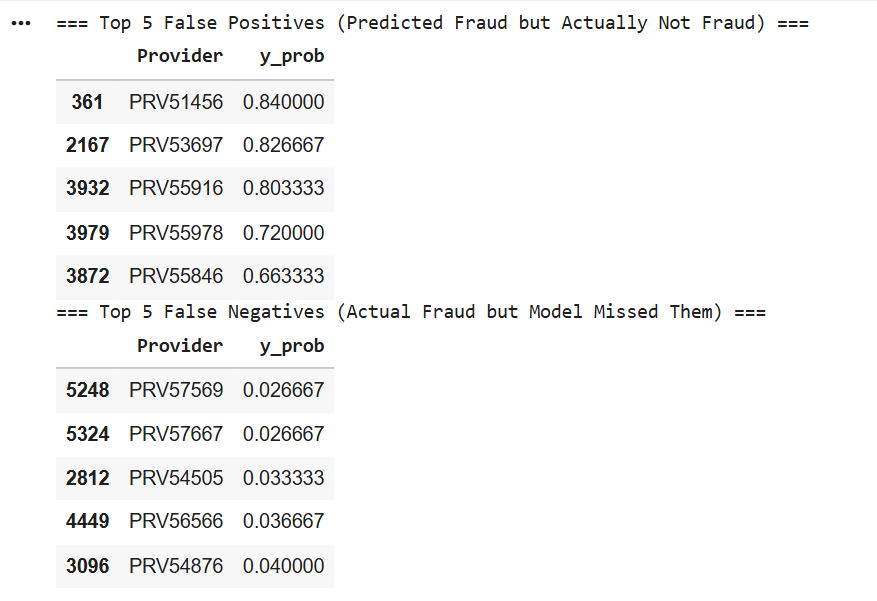 === Top 5 False Positives (Predicted Fraud but Actually Not Fraud) ===
Provider y_prob
361 PRV51456 0.840000
2167 PRV53697 0.826667
3932 PRV55916 0.803333
3979 PRV55978 0.720000
3872 PRV55846 0.663333
=== Top 5 False Negatives (Actual Fraud but Model Missed Them) ===
Provider y_prob
5248 PRV57569 0.026667
5324 PRV57667 0.026667
2812 PRV54505 0.033333
4449 PRV56566 0.036667
3096 PRV54876 0.040000